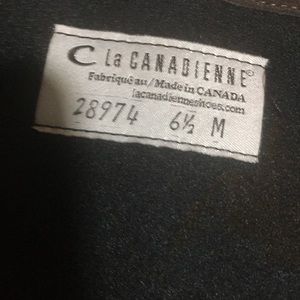 C La CANADIENNE©
Fabriqué au/Made in CANADA
lacanadienneshoes.com
28974 6½ M